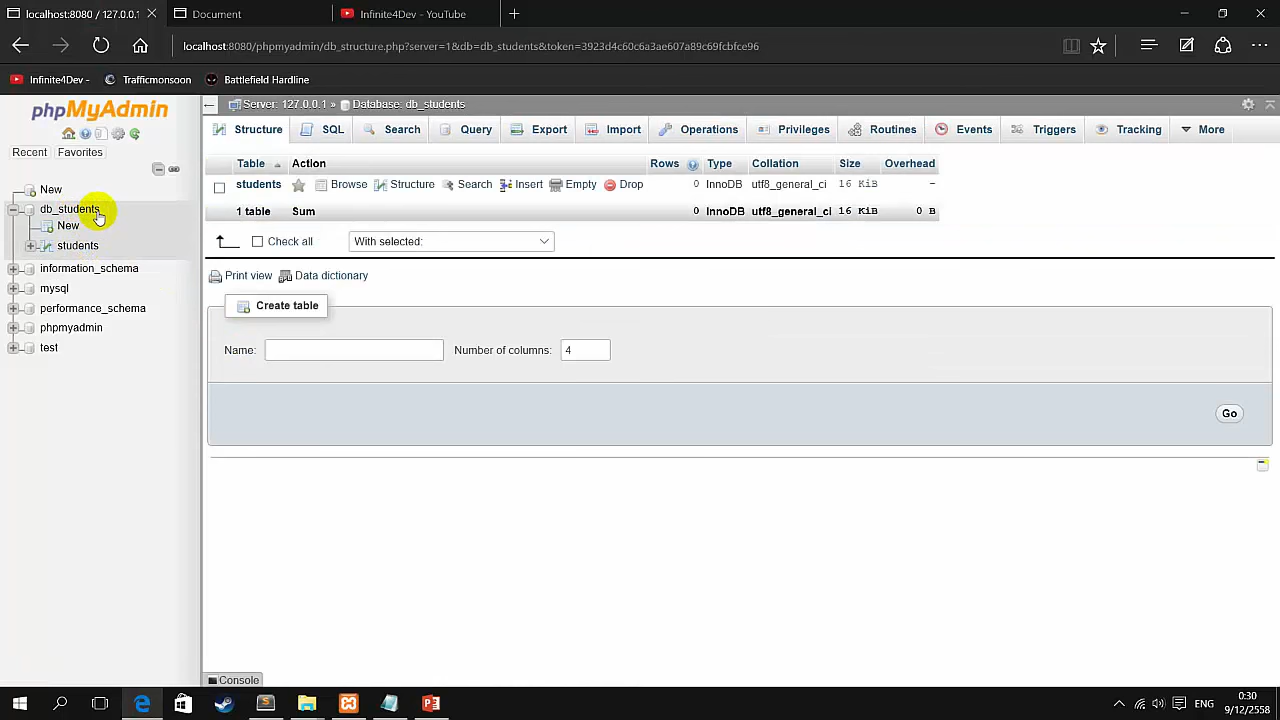 localhost:8080 / 127.0.0.1
Document
Infinite4Dev - YouTube
localhost:8080/phpmyadmin/db_structure.php?server=1&db=db_students&token=3923d4c60c6a3ae607a89c69fcbfce96
Infinite4Dev -
Trafficmonsoon
Battlefield Hardline
phpMyAdmin
Recent
Favorites
New
db_students
New
students
information_schema
mysql
performance_schema
phpmyadmin
test
Server: 127.0.0.1 » Database: db_students
Structure SQL Search Query Export Import Operations Privileges Routines Events Triggers Tracking More
Table Action Rows Type Collation Size Overhead
students Browse Structure Search Insert Empty Drop 0 InnoDB utf8_general_ci 16 KiB -
1 table Sum 0 InnoDB utf8_general_ci 16 KiB 0 B
Check all With selected:
Print view Data dictionary
Create table
Name: Number of columns: 4
Go
Console
ENG
0:30
9/12/2558